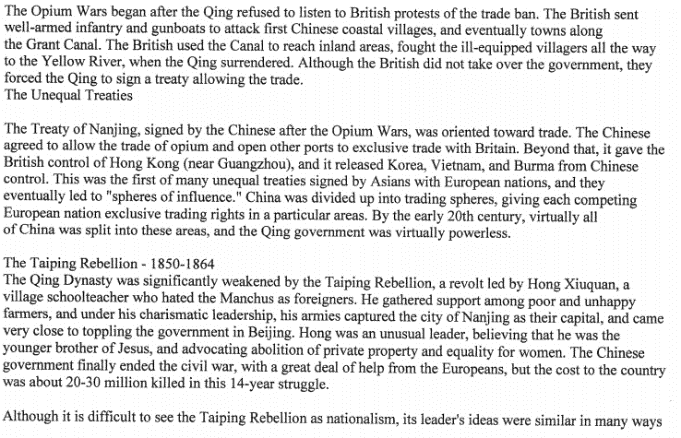 The Opium Wars began after the Qing refused to listen to British protests of the trade ban. The British sent
well-armed infantry and gunboats to attack first Chinese coastal villages, and eventually towns along
the Grant Canal. The British used the Canal to reach inland areas, fought the ill-equipped villagers all the way
to the Yellow River, when the Qing surrendered. Although the British did not take over the government, they
forced the Qing to sign a treaty allowing the trade.
The Unequal Treaties
The Treaty of Nanjing, signed by the Chinese after the Opium Wars, was oriented toward trade. The Chinese
agreed to allow the trade of opium and open other ports to exclusive trade with Britain. Beyond that, it gave the
British control of Hong Kong (near Guangzhou), and it released Korea, Vietnam, and Burma from Chinese
control. This was the first of many unequal treaties signed by Asians with European nations, and they
eventually led to "spheres of influence." China was divided up into trading spheres, giving each competing
European nation exclusive trading rights in a particular areas. By the early 20th century, virtually all
of China was split into these areas, and the Qing government was virtually powerless.
The Taiping Rebellion - 1850-1864
The Qing Dynasty was significantly weakened by the Taiping Rebellion, a revolt led by Hong Xiuquan, a
village schoolteacher who hated the Manchus as foreigners. He gathered support among poor and unhappy
farmers, and under his charismatic leadership, his armies captured the city of Nanjing as their capital, and came
very close to toppling the government in Beijing. Hong was an unusual leader, believing that he was the
younger brother of Jesus, and advocating abolition of private property and equality for women. The Chinese
government finally ended the civil war, with a great deal of help from the Europeans, but the cost to the country
was about 20-30 million killed in this 14-year struggle.
Although it is difficult to see the Taiping Rebellion as nationalism, its leader's ideas were similar in many ways